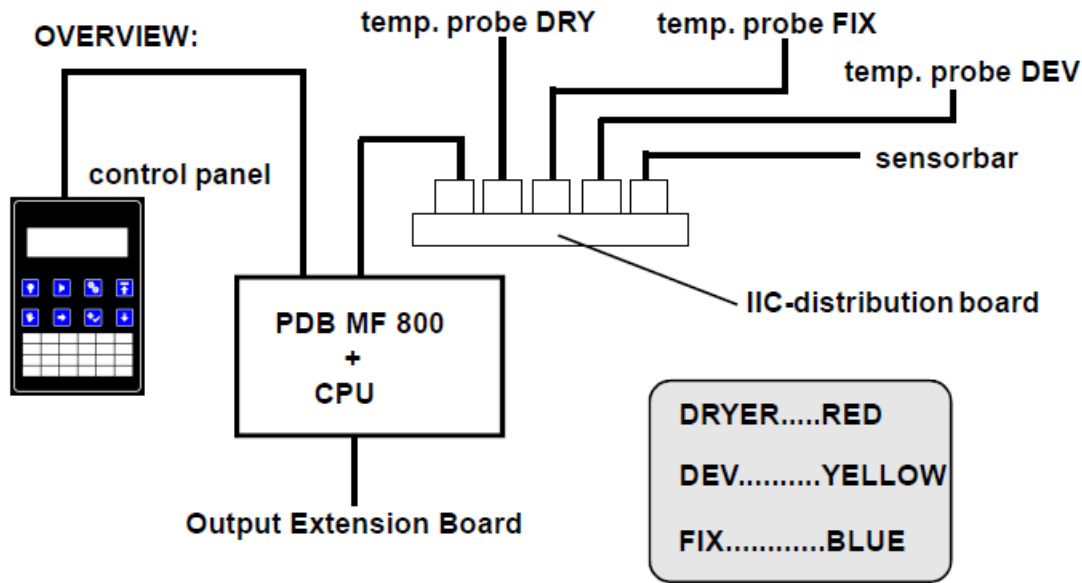 OVERVIEW:
temp. probe DRY
temp. probe FIX
temp. probe DEV
sensorbar
control panel
IIC-distribution board
PDB MF 800
+
CPU
Output Extension Board
DRYER.....RED
DEV..........YELLOW
FIX............BLUE